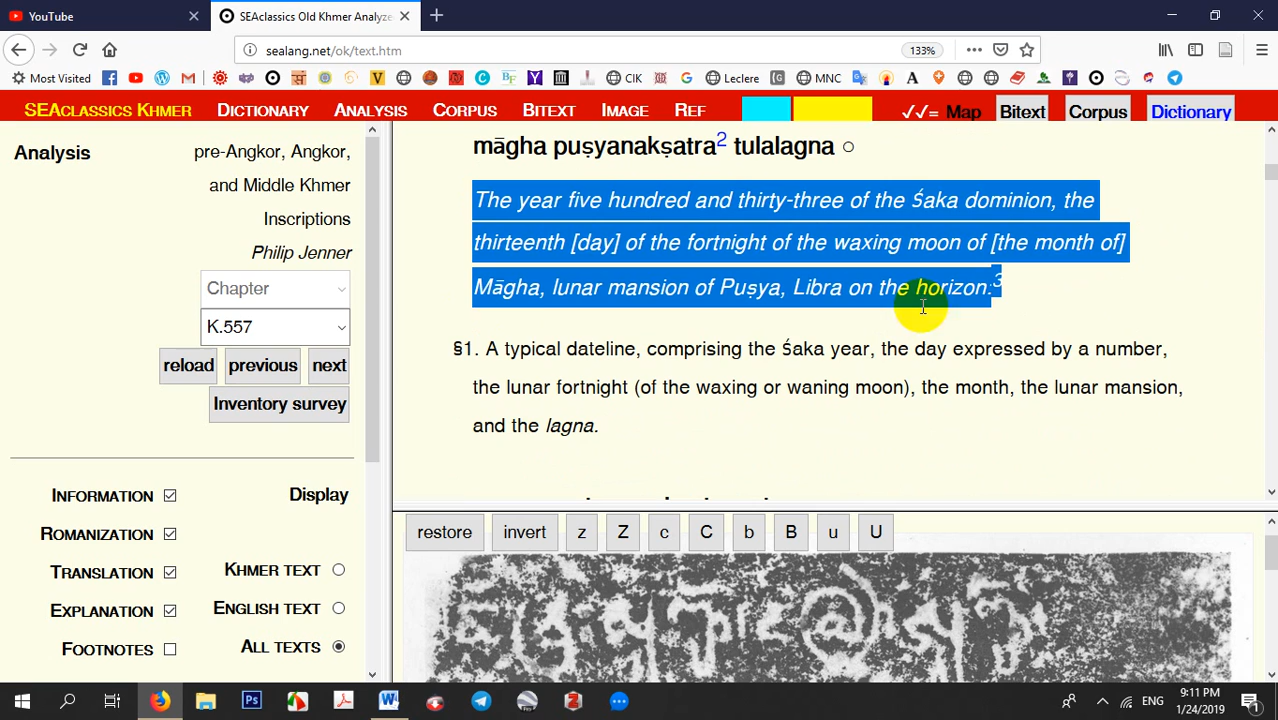 YouTube
SEAclassics Old Khmer Analyze
sealang.net/ok/text.htm
133%
Most Visited
CIK
Leclere
MNC
SEAclassics Khmer Dictionary Analysis Corpus Bitext Image Ref
✓✓= Map Bitext Corpus Dictionary
Analysis
pre-Angkor, Angkor,
and Middle Khmer
Inscriptions
Philip Jenner
Chapter
K.557
reload previous next
Inventory survey
Information
Display
Romanization
Translation
Khmer text
Explanation
English text
Footnotes
All texts
māgha puṣyanakṣatra2 tulalagna ○
The year five hundred and thirty-three of the śaka dominion, the
thirteenth [day] of the fortnight of the waxing moon of [the month of]
Māgha, lunar mansion of Puṣya, Libra on the horizon:3
§1. A typical dateline, comprising the śaka year, the day expressed by a number,
the lunar fortnight (of the waxing or waning moon), the month, the lunar mansion,
and the lagna.
restore invert z Z c C b B u U
ENG
9:11 PM
1/24/2019